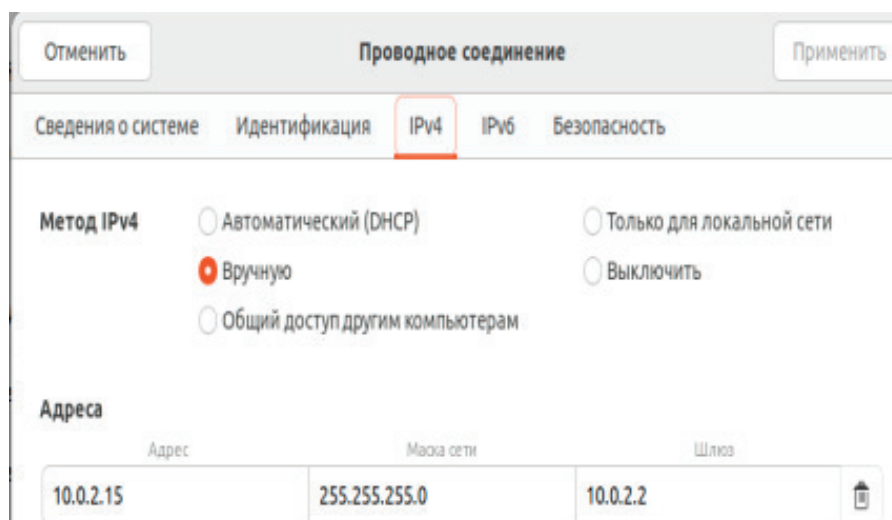 Отменить Проводное соединение Применить
Сведения о системе Идентификация IPv4 IPv6 Безопасность
Метод IPv4 Автоматический (DHCP) Только для локальной сети
Вручную Выключить
Общий доступ другим компьютерам
Адреса
Адрес Маска сети Шлюз
10.0.2.15 255.255.255.0 10.0.2.2